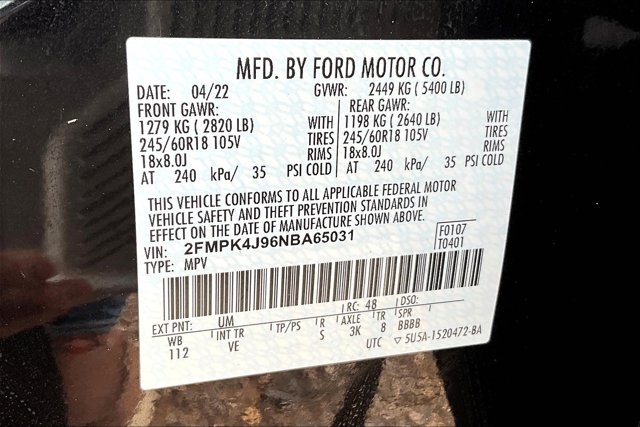 MFD. BY FORD MOTOR CO.
DATE: 04/22 GVWR: 2449 KG ( 5400 LB)
FRONT GAWR: REAR GAWR:
1279 KG ( 2820 LB) WITH 1198 KG ( 2640 LB) WITH
245/60R18 105V TIRES 245/60R18 105V TIRES
18x8.0J RIMS 18x8.0J RIMS
AT 240 kPa/ 35 PSI COLD AT 240 kPa/ 35 PSI COLD
THIS VEHICLE CONFORMS TO ALL APPLICABLE FEDERAL MOTOR
VEHICLE SAFETY AND THEFT PREVENTION STANDARDS IN
EFFECT ON THE DATE OF MANUFACTURE SHOWN ABOVE.
VIN: 2FMPK4J96NBA65031 F0107
TYPE: MPV T0401
EXT PNT: UM RC: 48 DSO:
WB INT TR TP/PS R AXLE TR SPR
112 VE S 3K 8 BBBB
UTC ▽ 5U5A-1520472-BA